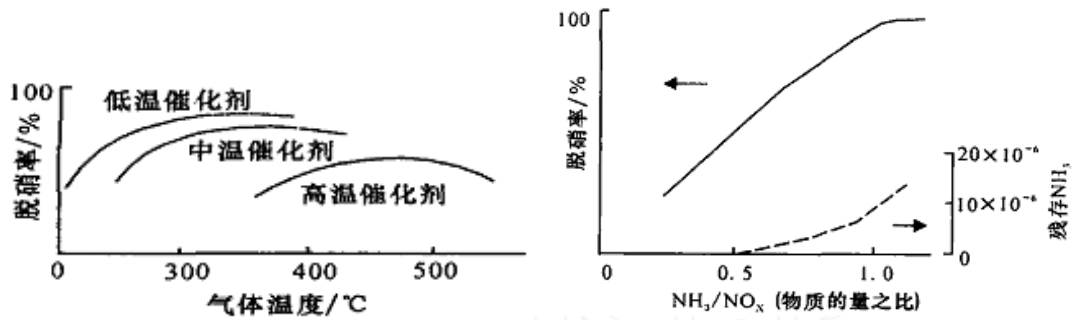 100
脱硝率/%
低温催化剂
中温催化剂
高温催化剂
0
300
400
500
气体温度/℃
100
脱硝率/%
20×10⁻⁶
10×10⁻⁶
0
残存NH₃
0
0.5
1.0
NH₃/NOₓ (物质的量之比)